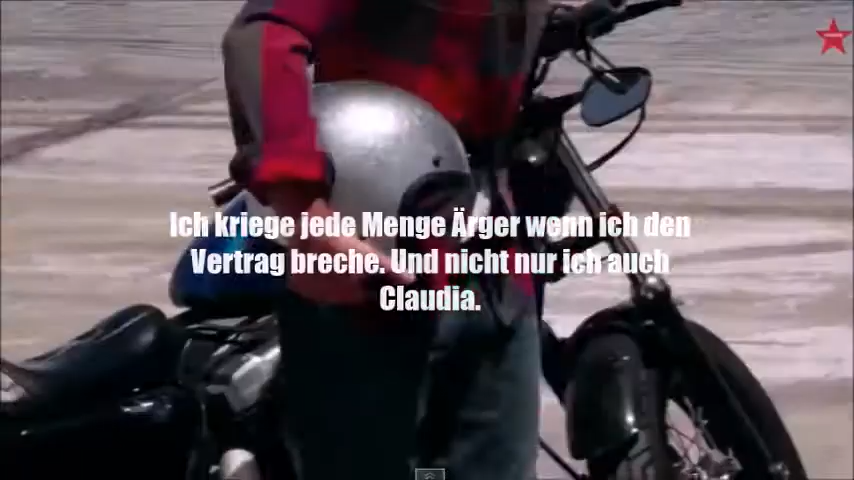 Ich kriege jede Menge Ärger wenn ich den
Vertrag breche. Und nicht nur ich auch
Claudia.